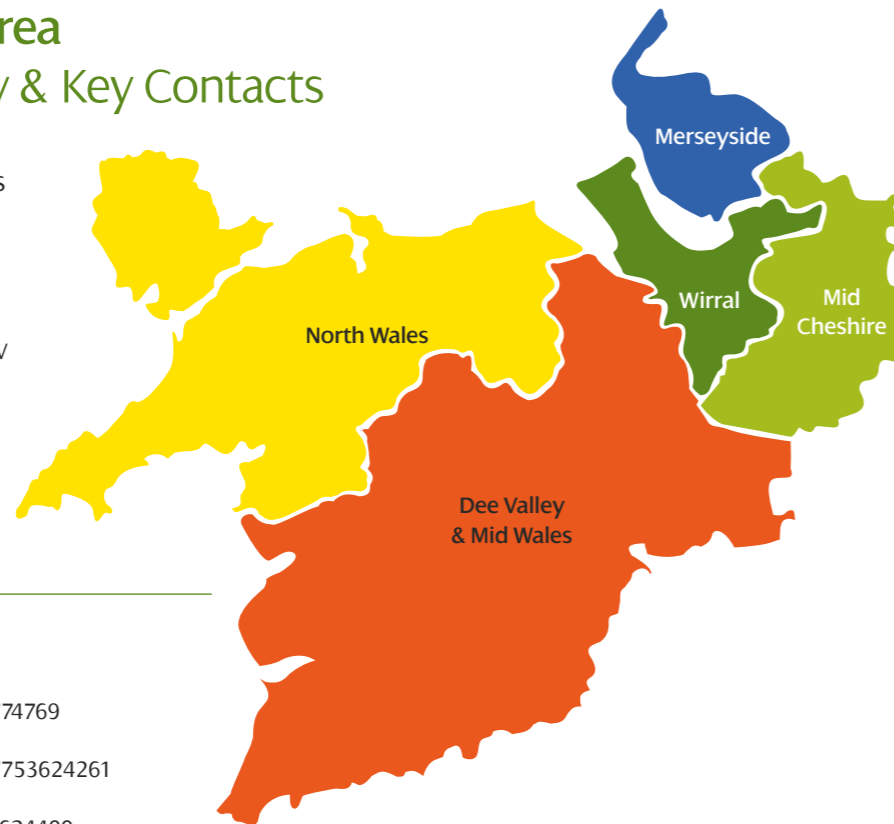 rea
y & Key Contacts
s
Merseyside
Wirral
Mid
Cheshire
North Wales
Dee Valley
& Mid Wales
74769
753624261